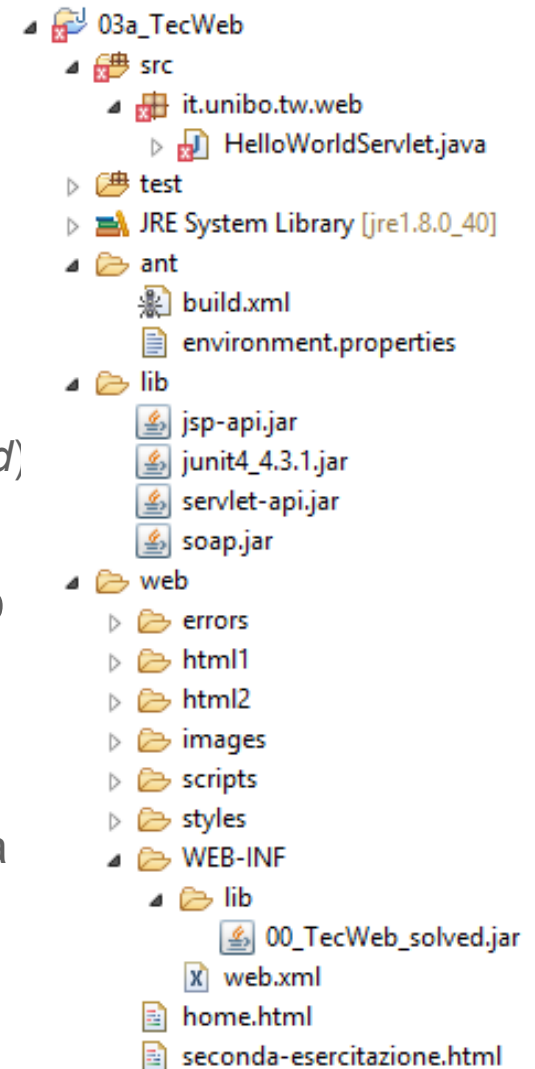 03a_TecWeb
src
it.unibo.tw.web
HelloWorldServlet.java
test
JRE System Library [jre1.8.0_40]
ant
build.xml
environment.properties
lib
jsp-api.jar
d)
junit4_4.3.1.jar
servlet-api.jar
soap.jar
web
errors
html1
html2
images
scripts
styles
a
WEB-INF
lib
00_TecWeb_solved.jar
web.xml
home.html
seconda-esercitazione.html